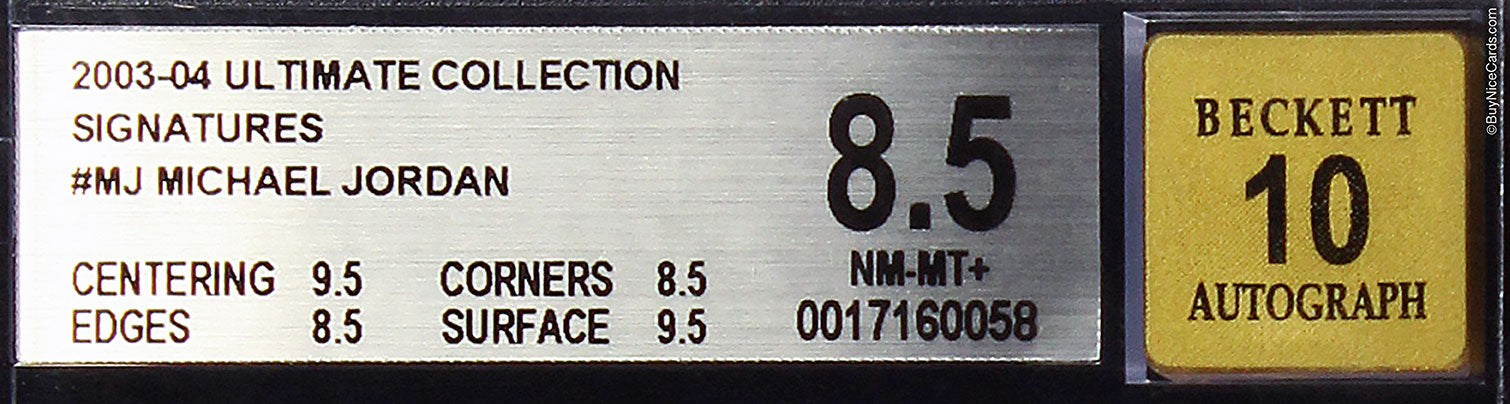 2003-04 ULTIMATE COLLECTION
SIGNATURES
#MJ MICHAEL JORDAN
8.5
NM-MT+
0017160058
CENTERING 9.5 CORNERS 8.5
EDGES 8.5 SURFACE 9.5
BECKETT
10
AUTOGRAPH
©BuyNiceCards.com